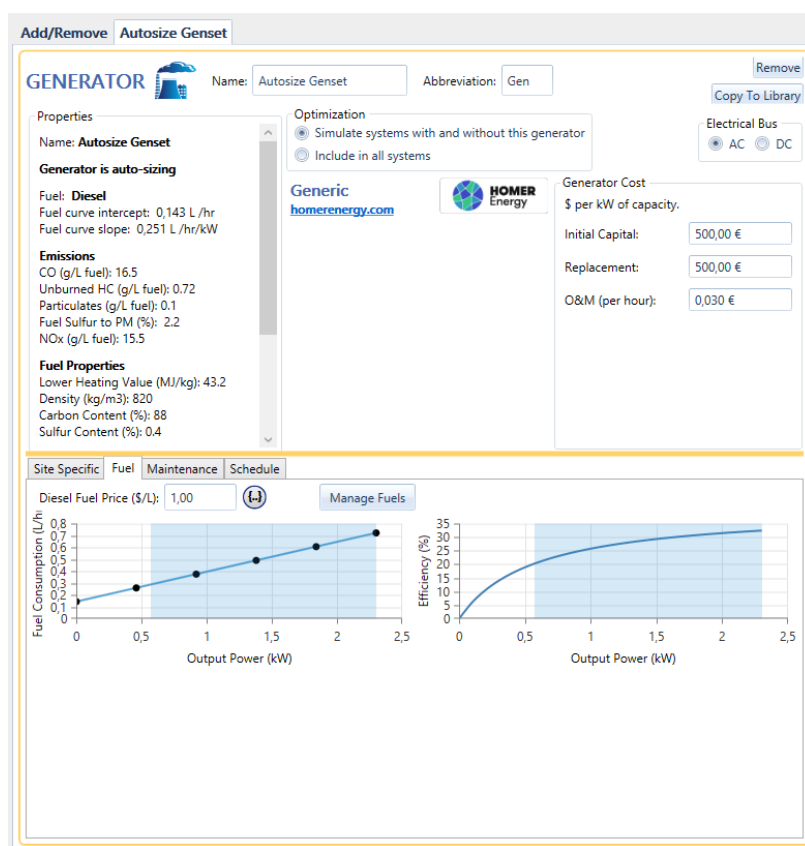 Add/Remove Autosize Genset
GENERATOR Name: Autosize Genset Abbreviation: Gen
Remove
Copy To Library
Properties
Name: Autosize Genset
Generator is auto-sizing
Fuel: Diesel
Fuel curve intercept: 0,143 L /hr
Fuel curve slope: 0,251 L /hr/kW
Emissions
CO (g/L fuel): 16.5
Unburned HC (g/L fuel): 0.72
Particulates (g/L fuel): 0.1
Fuel Sulfur to PM (%): 2.2
NOx (g/L fuel): 15.5
Fuel Properties
Lower Heating Value (MJ/kg): 43.2
Density (kg/m3): 820
Carbon Content (%): 88
Sulfur Content (%): 0.4
Optimization
Simulate systems with and without this generator
Include in all systems
Electrical Bus
AC DC
Generic
homerenergy.com
HOMER
Energy
Generator Cost
$ per kW of capacity.
Initial Capital: 500,00 €
Replacement: 500,00 €
O&M (per hour): 0,030 €
Site Specific Fuel Maintenance Schedule
Diesel Fuel Price ($/L): 1,00 {..} Manage Fuels
Fuel Consumption (L/h
0,8
0,7
0,6
0,5
0,4
0,3
0,2
0,1
0
0 0,5 1 1,5 2 2,5
Output Power (kW)
Efficiency (%)
35
30
25
20
15
10
5
0
0 0,5 1 1,5 2 2,5
Output Power (kW)